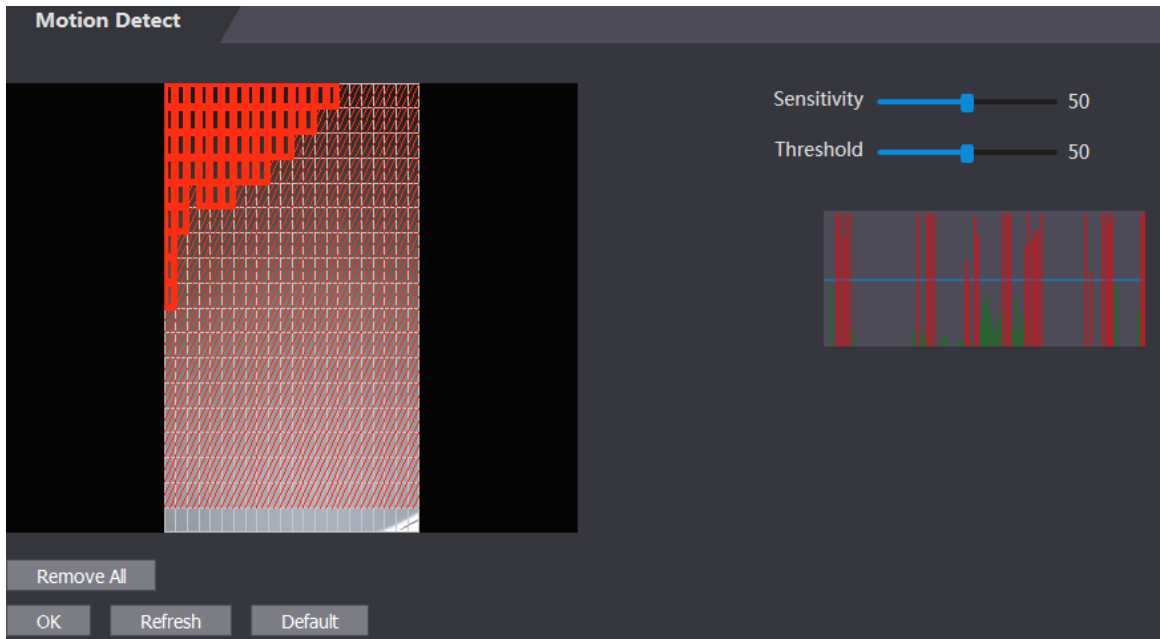 Motion Detect
Sensitivity 50
Threshold 50
Remove All
OK Refresh Default